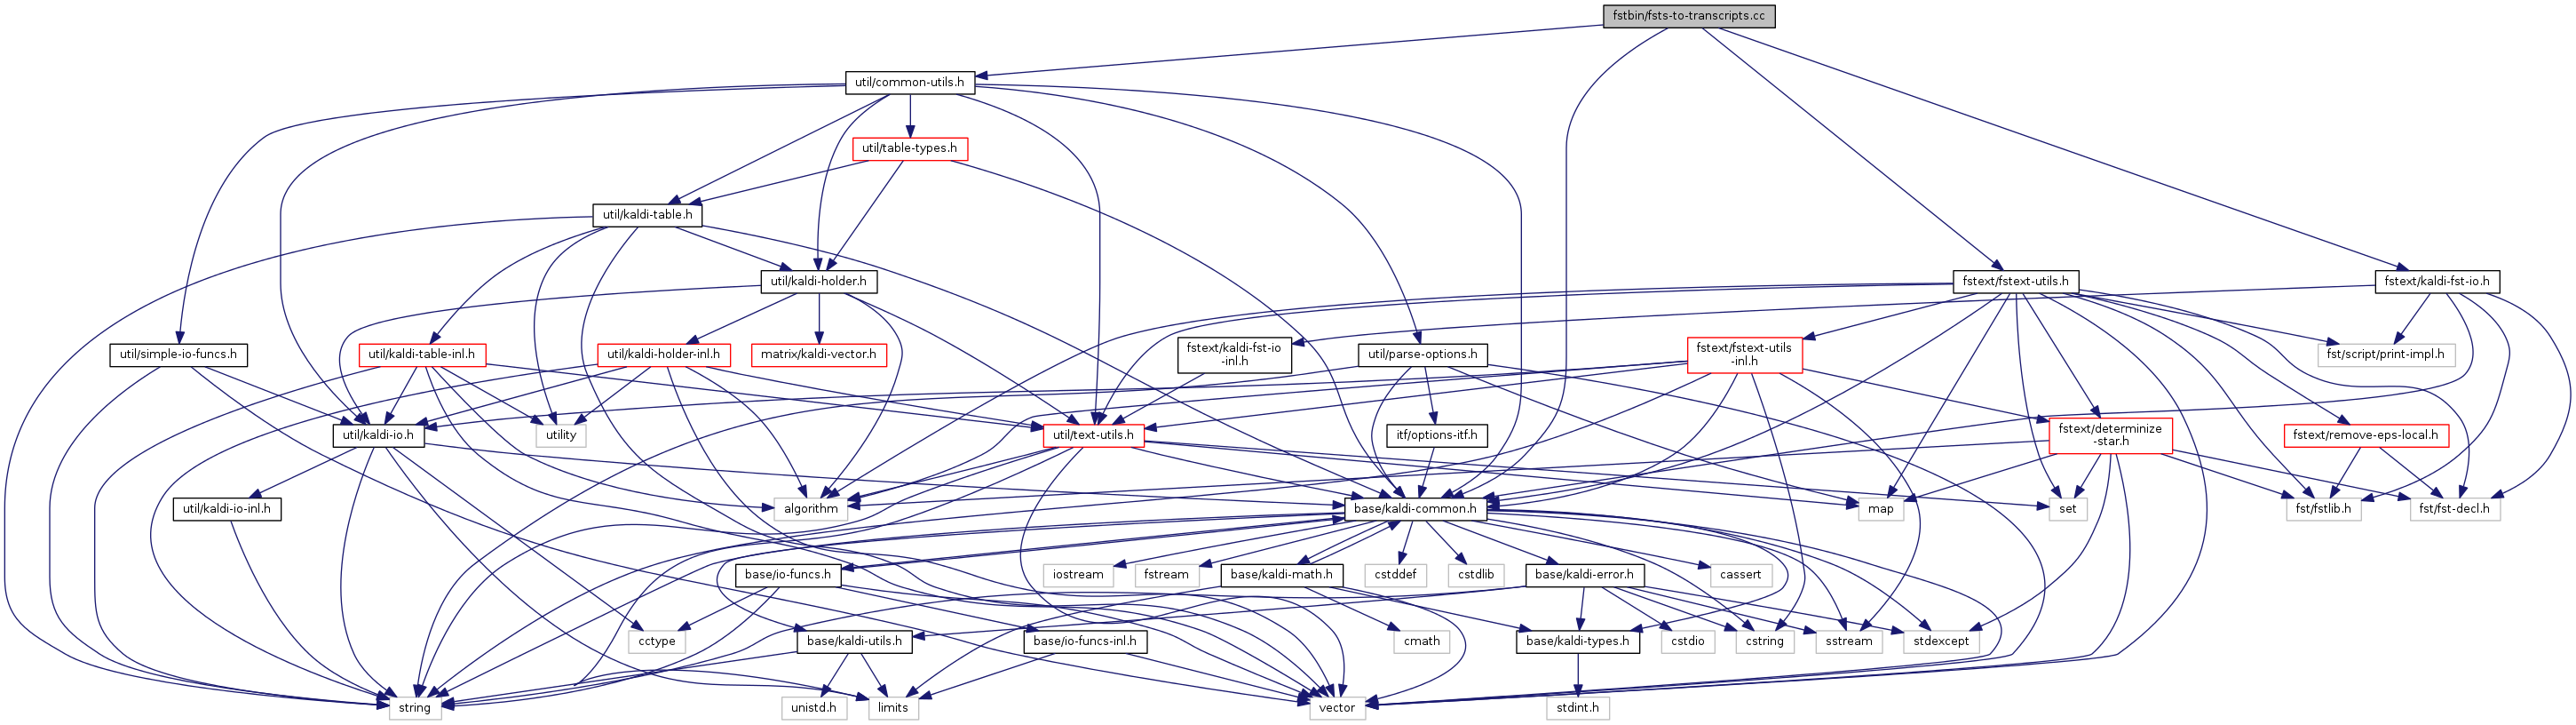 fstbin/fsts-to-transcripts.cc
util/common-utils.h
util/table-types.h
util/kaldi-table.h
util/kaldi-holder.h
fstext/fstext-utils.h
fstext/kaldi-fst-io.h
util/simple-io-funcs.h
util/kaldi-table-inl.h
util/kaldi-holder-inl.h
matrix/kaldi-vector.h
fstext/kaldi-fst-io
-inl.h
util/parse-options.h
fstext/fstext-utils
-inl.h
fst/script/print-impl.h
util/kaldi-io.h
utility
util/text-utils.h
itf/options-itf.h
fstext/determinize
-star.h
fstext/remove-eps-local.h
util/kaldi-io-inl.h
algorithm
base/kaldi-common.h
map
set
fst/fstlib.h
fst/fst-decl.h
base/io-funcs.h
iostream
fstream
base/kaldi-math.h
cstddef
cstdlib
base/kaldi-error.h
cassert
cctype
base/kaldi-utils.h
base/io-funcs-inl.h
cmath
base/kaldi-types.h
cstdio
cstring
sstream
stdexcept
string
unistd.h
limits
vector
stdint.h